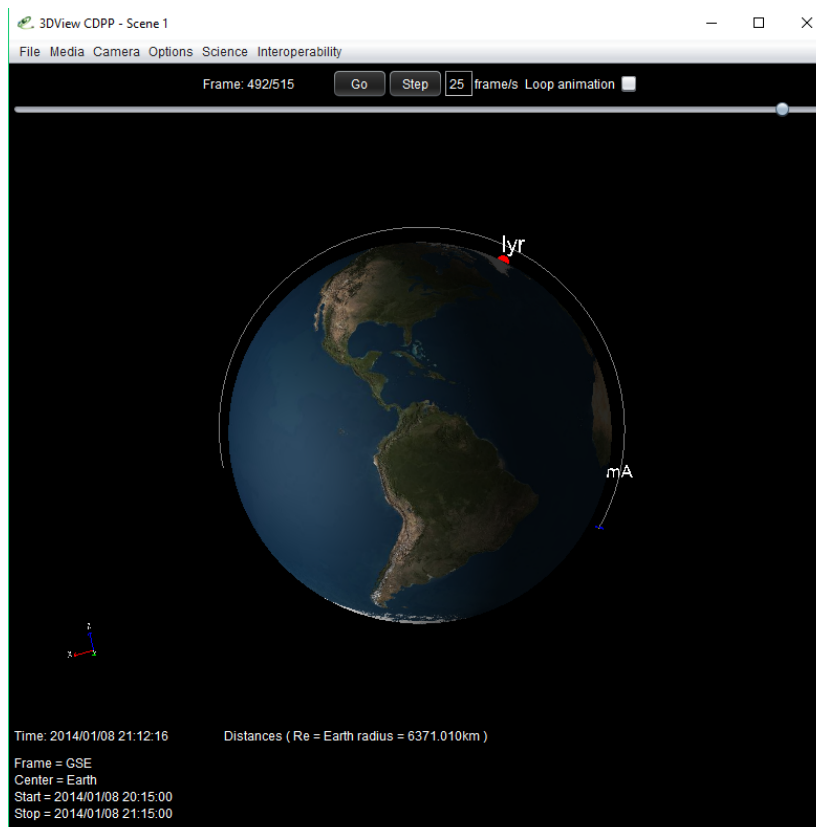 3DView CDPP - Scene 1
File Media Camera Options Science Interoperability
Frame: 492/515 Go Step 25 frame/s Loop animation
lyr
mA
z
X Y
Time: 2014/01/08 21:12:16 Distances ( Re = Earth radius = 6371.010km )
Frame = GSE
Center = Earth
Start = 2014/01/08 20:15:00
Stop = 2014/01/08 21:15:00